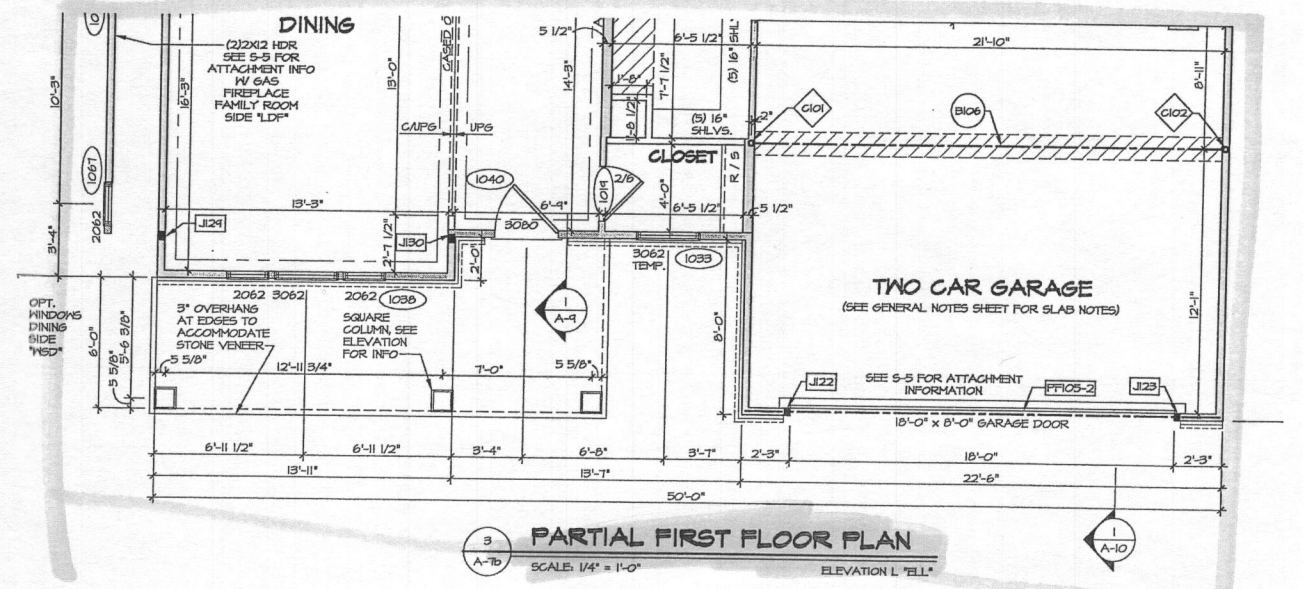 DINING
(2)2X12 HDR
SEE S-5 FOR
ATTACHMENT INFO
W/ GAS
FIREPLACE
FAMILY ROOM
SIDE "LDF"
10'-3"
16'-3"
13'-0"
CASED O
14'-3"
5 1/2"
6'-5 1/2"
(5) 16" SHL
21'-10"
1'-8"
7'-7 1/2"
1'-8 1/2"
(5) 16"
SHLVS.
2"
C101
B106
C102
8'-11"
C/UPG
UPG
CLOSET
R / S
1067
2062
3'-4"
1040
1019
2/6
4'-0"
13'-3"
6'-9"
6'-5 1/2"
5 1/2"
3080
J129
J130
2'-7 1/2"
2'-0"
3062
TEMP.
1033
2062 3062
2062
1038
TWO CAR GARAGE
(SEE GENERAL NOTES SHEET FOR SLAB NOTES)
12'-1"
OPT.
WINDOWS
DINING
SIDE
"WSD"
6'-0"
5'-6 3/8"
5 5/8"
3" OVERHANG
AT EDGES TO
ACCOMMODATE
STONE VENEER
SQUARE
COLUMN, SEE
ELEVATION
FOR INFO
1
A-9
8'-0"
5 5/8"
12'-11 3/4"
7'-0"
5 5/8"
J122
SEE S-5 FOR ATTACHMENT
INFORMATION
PF105-2
J123
18'-0" x 8'-0" GARAGE DOOR
6'-11 1/2"
6'-11 1/2"
3'-4"
6'-8
3'-7"
2'-3"
18'-0"
2'-3"
13'-11"
13'-7"
22'-6"
50'-0"
3
A-7b
PARTIAL FIRST FLOOR PLAN
SCALE: 1/4" = 1'-0"
ELEVATION L "ELL"
1
A-10